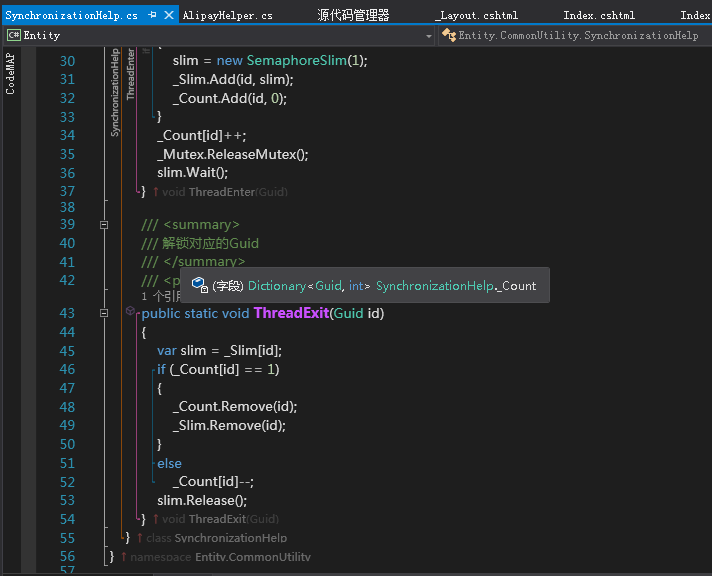 SynchronizationHelp.cs AlipayHelper.cs 源代码管理器 _Layout.cshtml Index.cshtml Index
C# Entity Entity.CommonUtility.SynchronizationHelp
CodeMAP
SynchronizationHelp
ThreadEnter
30 slim = new SemaphoreSlim(1);
31 _Slim.Add(id, slim);
32 _Count.Add(id, 0);
33 }
34 _Count[id]++;
35 _Mutex.ReleaseMutex();
36 slim.Wait();
37 } ↑ void ThreadEnter(Guid)
38
39 /// <summary>
40 /// 解锁对应的Guid
41 /// </summary>
42 /// <p
(字段) Dictionary<Guid, int> SynchronizationHelp._Count
1 个引
43 public static void ThreadExit(Guid id)
44 {
45 var slim = _Slim[id];
46 if (_Count[id] == 1)
47 {
48 _Count.Remove(id);
49 _Slim.Remove(id);
50 }
51 else
52 _Count[id]--;
53 slim.Release();
54 } ↑ void ThreadExit(Guid)
55 } ↑ class SynchronizationHelp
56 } ↑ namespace Entity.CommonUtility
57